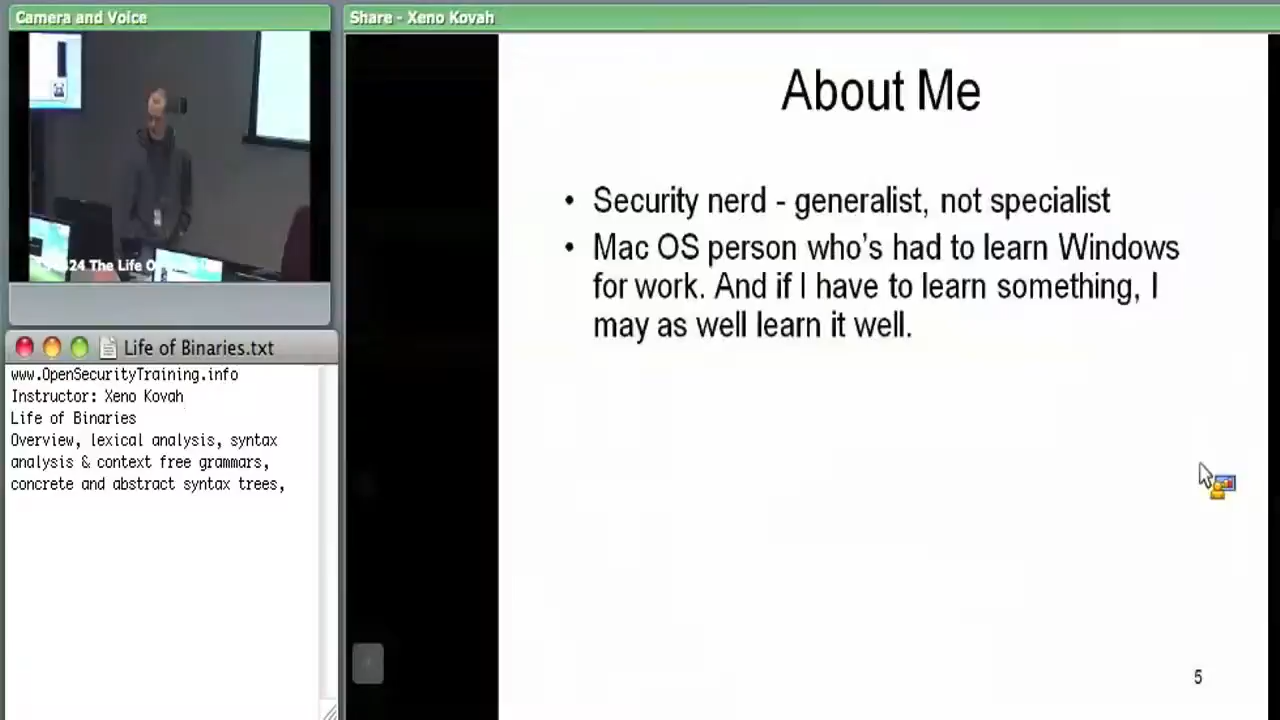 Camera and Voice
Share - Xeno Kovah
24 The Life O
Life of Binaries.txt
www.OpenSecurityTraining.info
Instructor: Xeno Kovah
Life of Binaries
Overview, lexical analysis, syntax
analysis & context free grammars,
concrete and abstract syntax trees,
About Me
• Security nerd - generalist, not specialist
• Mac OS person who's had to learn Windows
for work. And if I have to learn something, I
may as well learn it well.
5